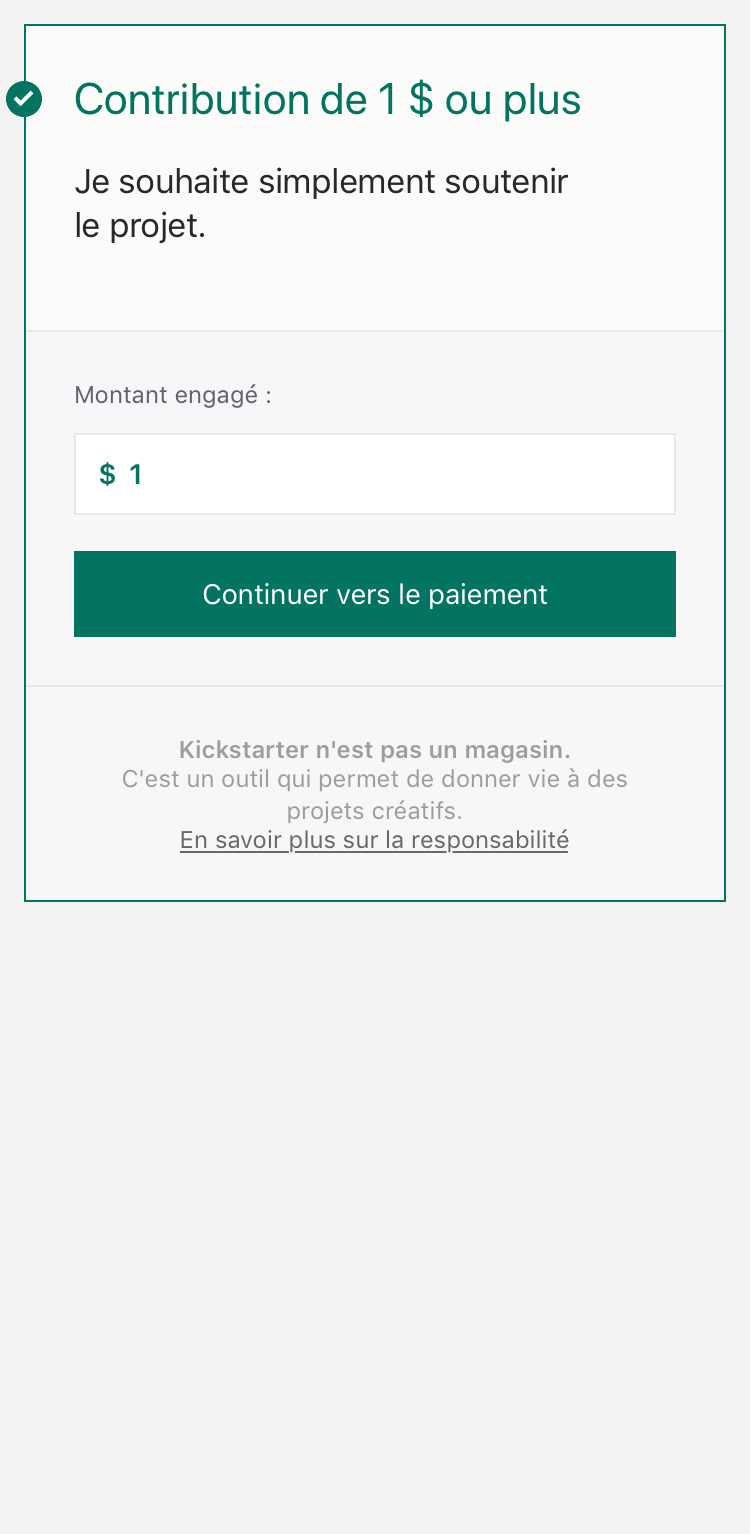 Contribution de 1 $ ou plus
Je souhaite simplement soutenir
le projet.
Montant engagé :
$ 1
Continuer vers le paiement
Kickstarter n'est pas un magasin.
C'est un outil qui permet de donner vie à des
projets créatifs.
En savoir plus sur la responsabilité